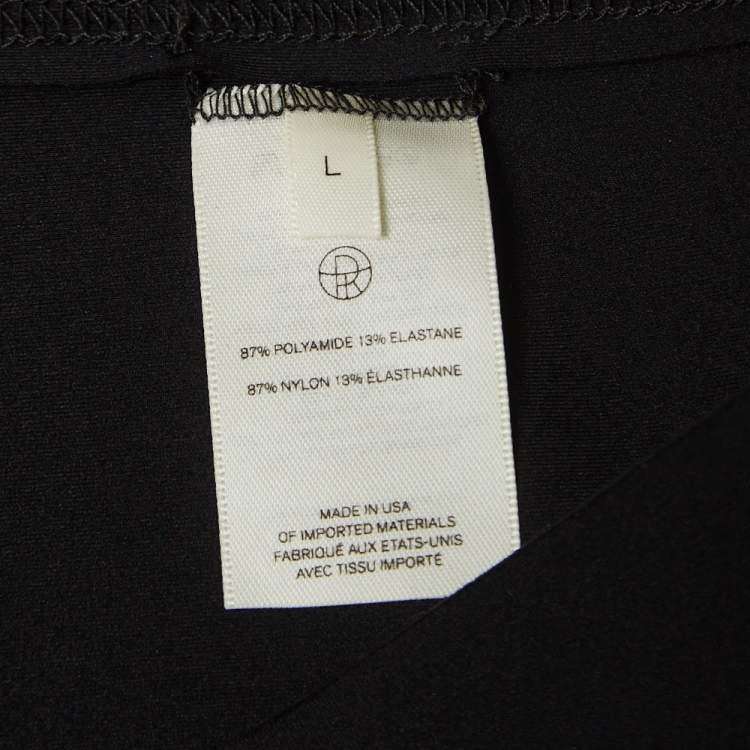 L
87% POLYAMIDE 13% ELASTANE
87% NYLON 13% ÉLASTHANNE
MADE IN USA
OF IMPORTED MATERIALS
FABRIQUÉ AUX ETATS-UNIS
AVEC TISSU IMPORTÉ